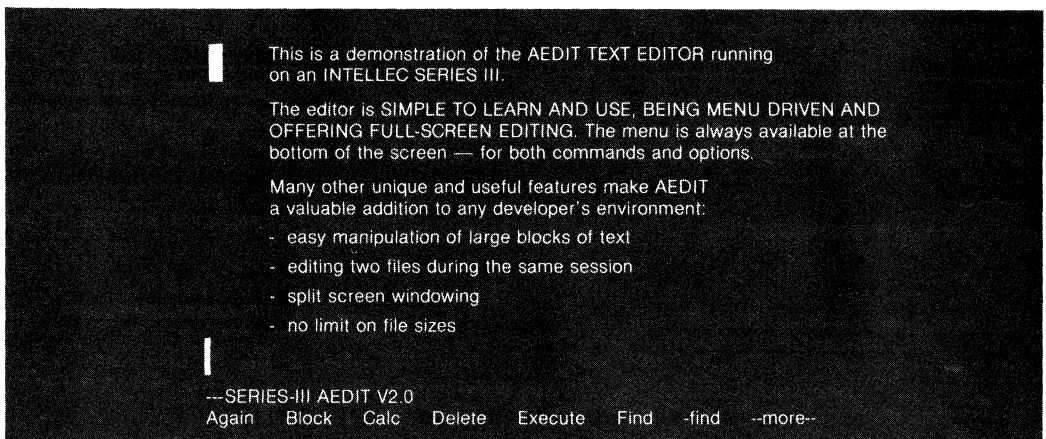 This is a demonstration of the AEDIT TEXT EDITOR running
on an INTELLEC SERIES III.
The editor is SIMPLE TO LEARN AND USE, BEING MENU DRIVEN AND
OFFERING FULL-SCREEN EDITING. The menu is always available at the
bottom of the screen — for both commands and options.
Many other unique and useful features make AEDIT
a valuable addition to any developer's environment:
- easy manipulation of large blocks of text
- editing two files during the same session
- split screen windowing
- no limit on file sizes
---SERIES-III AEDIT V2.0
Again Block Calc Delete Execute Find -find --more--